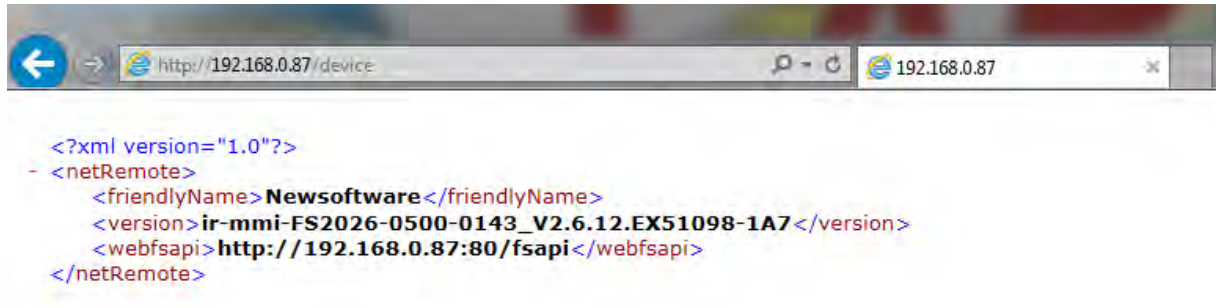 http://192.168.0.87/device
192.168.0.87
<?xml version="1.0"?>
- <netRemote>
<friendlyName>Newsoftware</friendlyName>
<version>ir-mmi-FS2026-0500-0143_V2.6.12.EX51098-1A7</version>
<webfsapi>http://192.168.0.87:80/fsapi</webfsapi>
</netRemote>